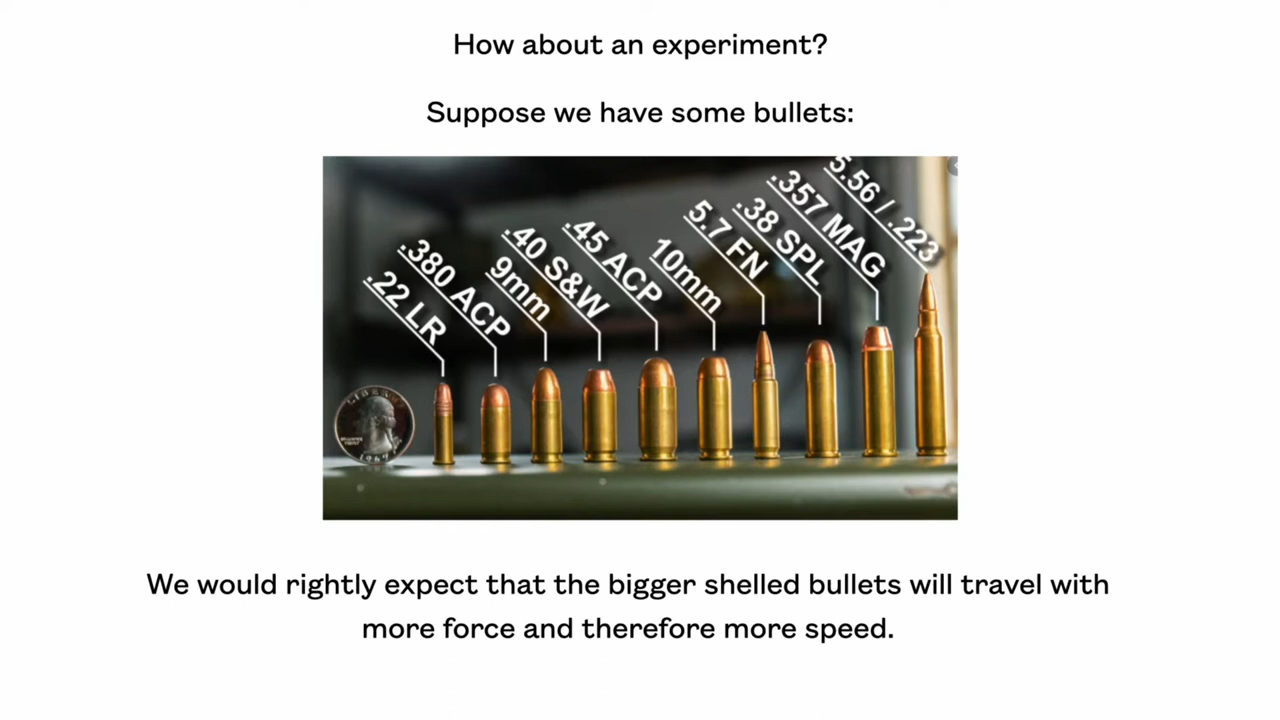 How about an experiment?
Suppose we have some bullets:
.22 LR
.380 ACP
9mm
.40 S&W
.45 ACP
10mm
5.7 FN
.38 SPL
.357 MAG
5.56 / .223
LIBERTY
We would rightly expect that the bigger shelled bullets will travel with
more force and therefore more speed.